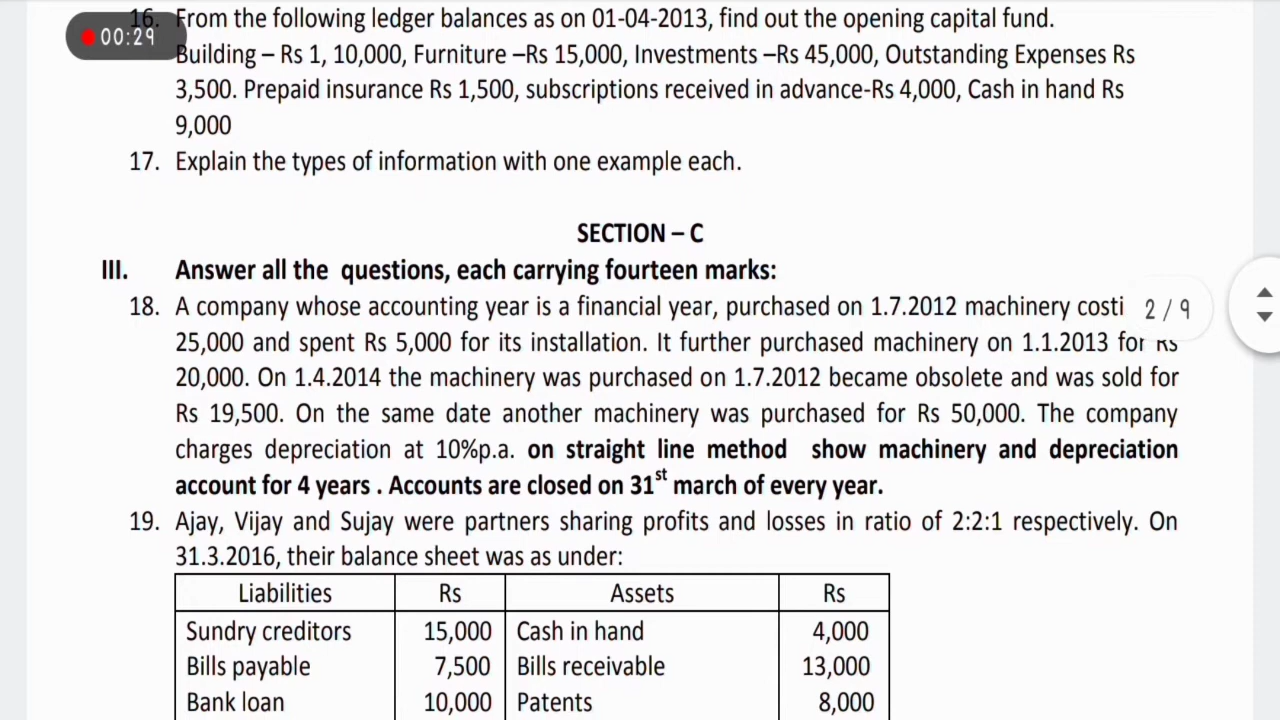 16. From the following ledger balances as on 01-04-2013, find out the opening capital fund.
00:29
Building – Rs 1, 10,000, Furniture –Rs 15,000, Investments –Rs 45,000, Outstanding Expenses Rs
3,500. Prepaid insurance Rs 1,500, subscriptions received in advance-Rs 4,000, Cash in hand Rs
9,000
17. Explain the types of information with one example each.
SECTION – C
III. Answer all the questions, each carrying fourteen marks:
18. A company whose accounting year is a financial year, purchased on 1.7.2012 machinery costi
2 / 9
25,000 and spent Rs 5,000 for its installation. It further purchased machinery on 1.1.2013 for Rs
20,000. On 1.4.2014 the machinery was purchased on 1.7.2012 became obsolete and was sold for
Rs 19,500. On the same date another machinery was purchased for Rs 50,000. The company
charges depreciation at 10%p.a. on straight line method show machinery and depreciation
account for 4 years . Accounts are closed on 31st march of every year.
19. Ajay, Vijay and Sujay were partners sharing profits and losses in ratio of 2:2:1 respectively. On
31.3.2016, their balance sheet was as under:
Liabilities Rs Assets Rs
Sundry creditors 15,000 Cash in hand 4,000
Bills payable 7,500 Bills receivable 13,000
Bank loan 10,000 Patents 8,000